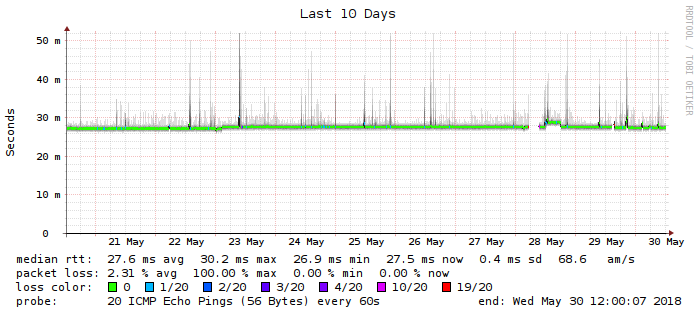 Last 10 Days
RRDTOOL / TOBI OETIKER
Seconds
50 m
40 m
30 m
20 m
10 m
0
21 May 22 May 23 May 24 May 25 May 26 May 27 May 28 May 29 May 30 May
median rtt: 27.6 ms avg 30.2 ms max 26.9 ms min 27.5 ms now 0.4 ms sd 68.6 am/s
packet loss: 2.31 % avg 100.00 % max 0.00 % min 0.00 % now
loss color: 0 1/20 2/20 3/20 4/20 10/20 19/20
probe: 20 ICMP Echo Pings (56 Bytes) every 60s end: Wed May 30 12:00:07 2018